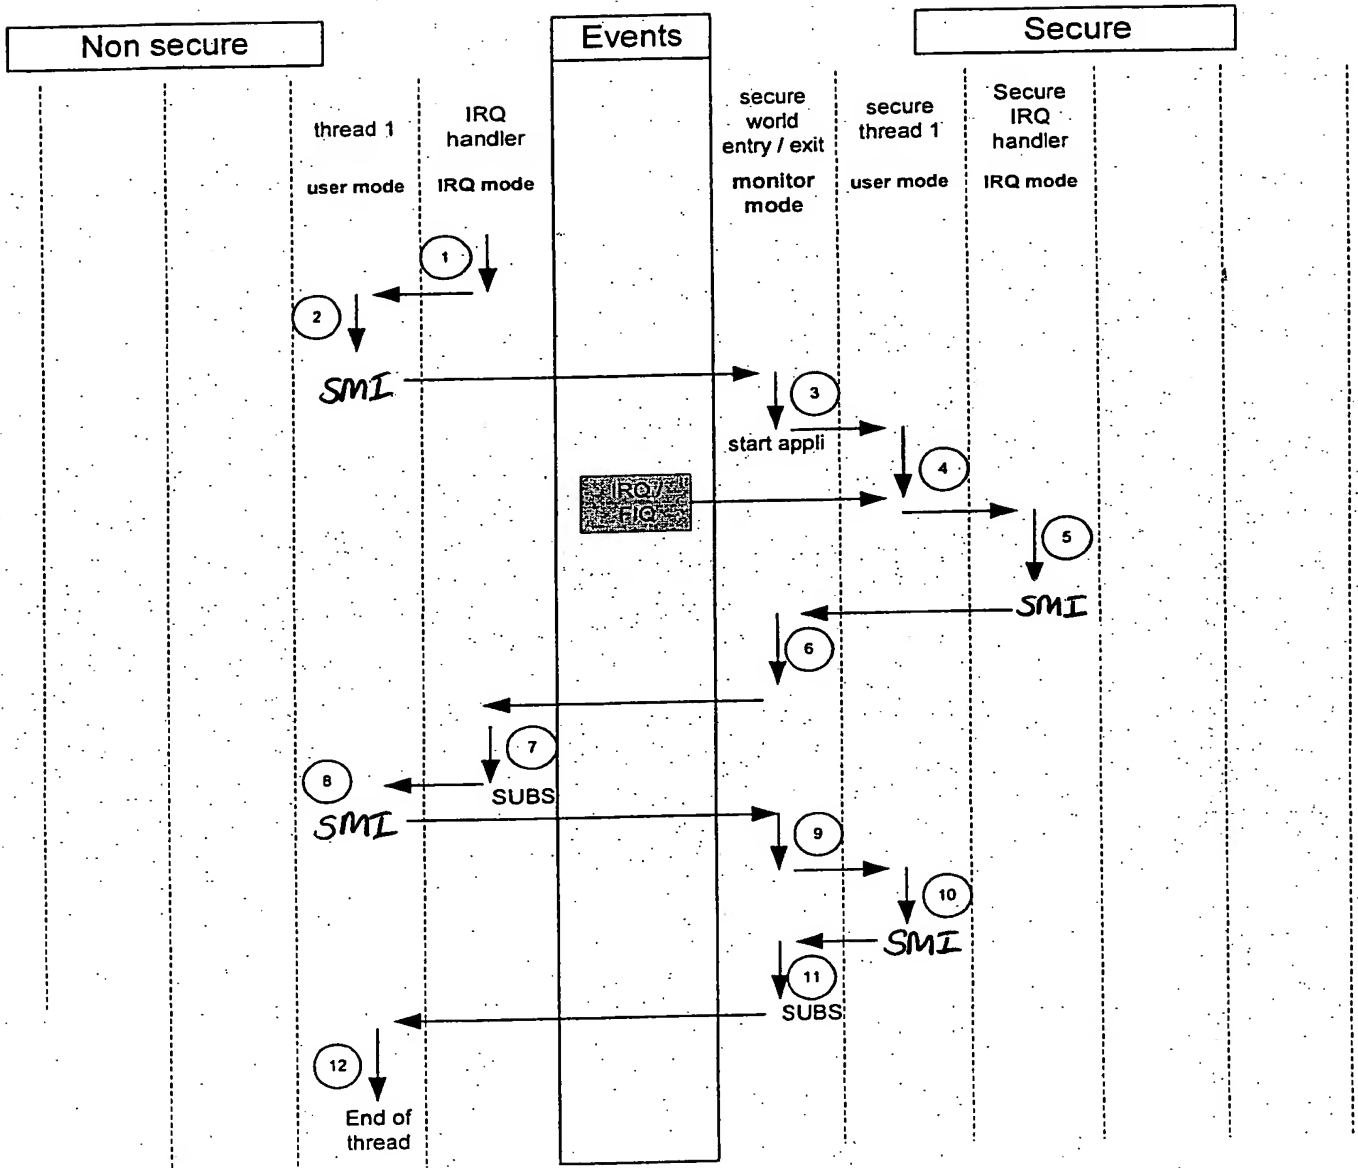 Non secure
Events
Secure
thread 1
user mode
IRQ
handler
IRQ mode
secure
world
entry / exit
monitor
mode
secure
thread 1
user mode
Secure
IRQ
handler
IRQ mode
1
2
SMI
3
start appli
4
IRQ /
FIQ
5
SMI
6
7
SUBS
8
SMI
9
10
SMI
11
SUBS
12
End of
thread